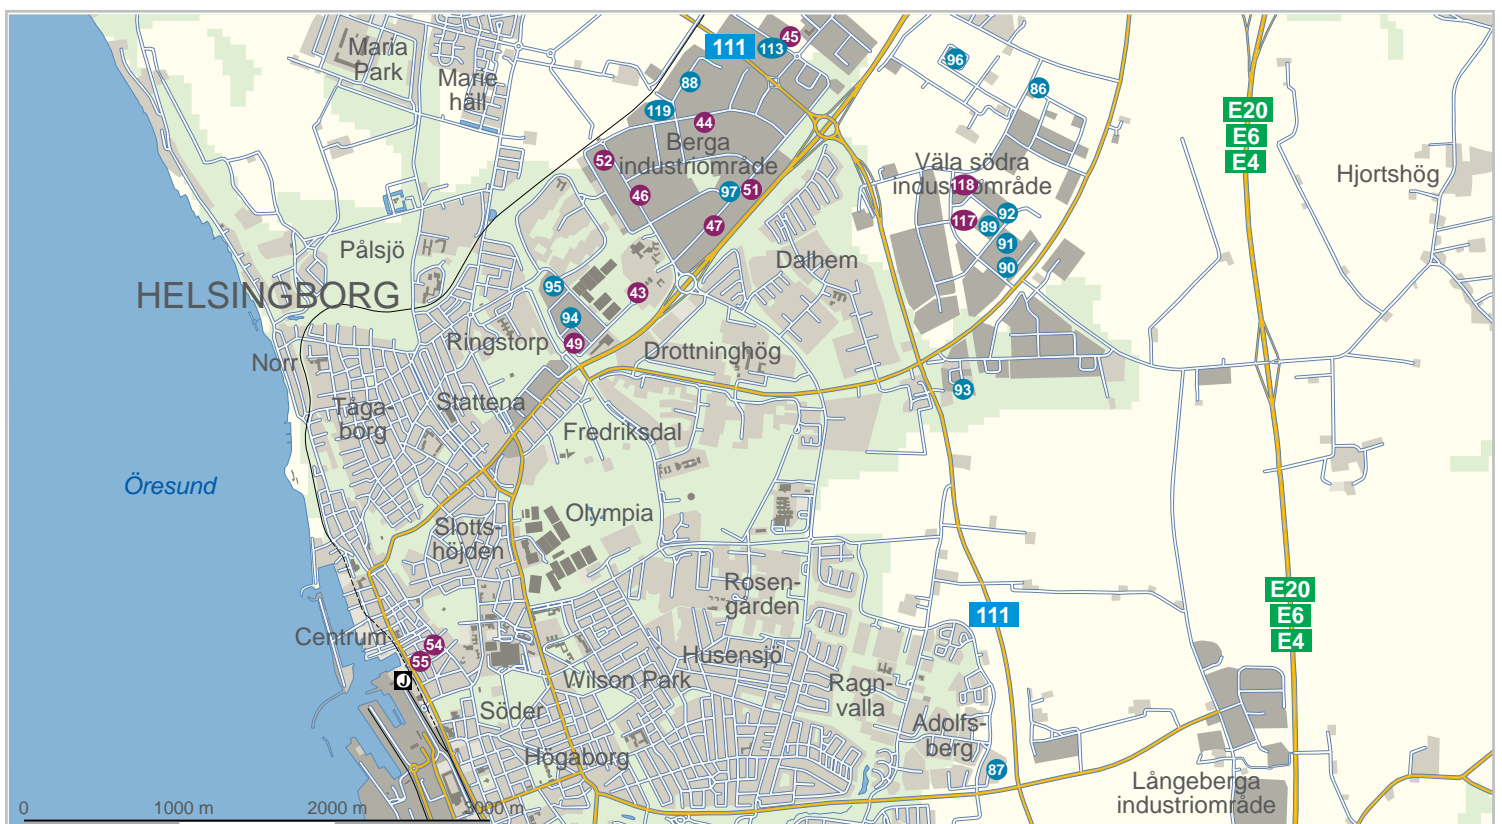 Maria
Park
Marie
häll
111
113
45
88
119
44
Berga
industriområde
52
46
97
51
47
96
86
Väla södra
industriområde
118
117
89
92
91
90
E20
E6
E4
Hjortshög
Pålsjö
HELSINGBORG
95
94
49
43
Dalhem
Ringstorp
Drottninghög
Norr
Tåga-
borg
Stattena
Fredriksdal
93
Öresund
Slotts-
höjden
Olympia
Rosen-
gården
111
E20
E6
E4
Centrum
54
55
J
Husensjö
Wilson Park
Söder
Ragn-
valla
Adolfs-
berg
Högaborg
87
Långeberga
industriområde
0
1000 m
2000 m
3000 m